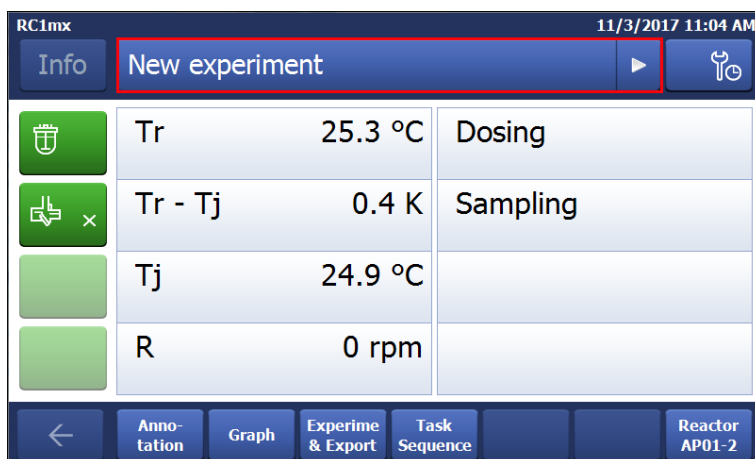 RC1mx 11/3/2017 11:04 AM
Info New experiment
Tr 25.3 °C Dosing
Tr - Tj 0.4 K Sampling
×
Tj 24.9 °C
R 0 rpm
Anno-
tation
Graph
Experime
& Export
Task
Sequence
Reactor
AP01-2